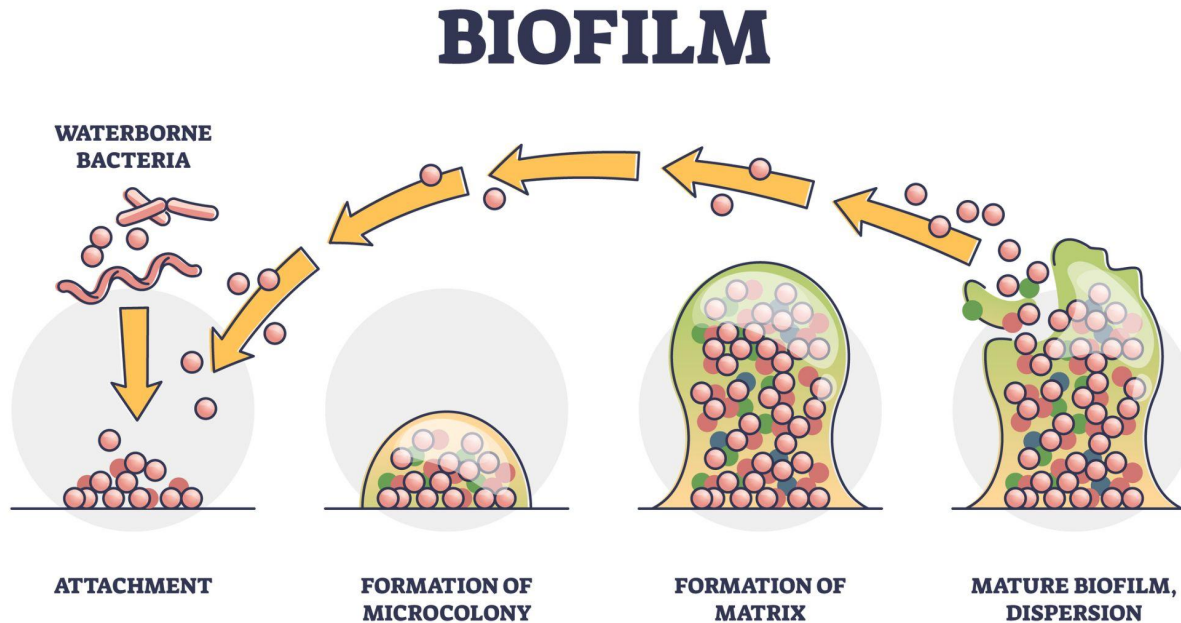 BIOFILM
WATERBORNE
BACTERIA
ATTACHMENT
FORMATION OF
MICROCOLONY
FORMATION OF
MATRIX
MATURE BIOFILM,
DISPERSION